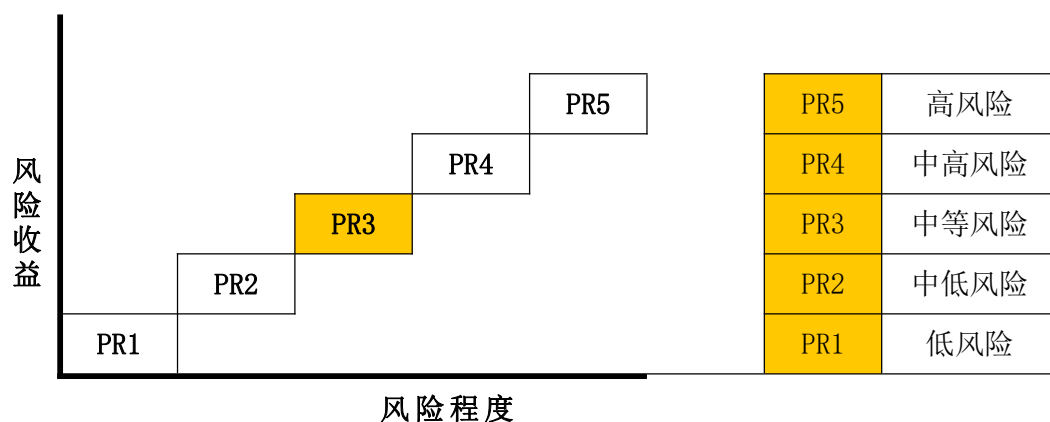 风险收益
PR5
PR4
PR3
PR2
PR1
风险程度
PR5 高风险
PR4 中高风险
PR3 中等风险
PR2 中低风险
PR1 低风险